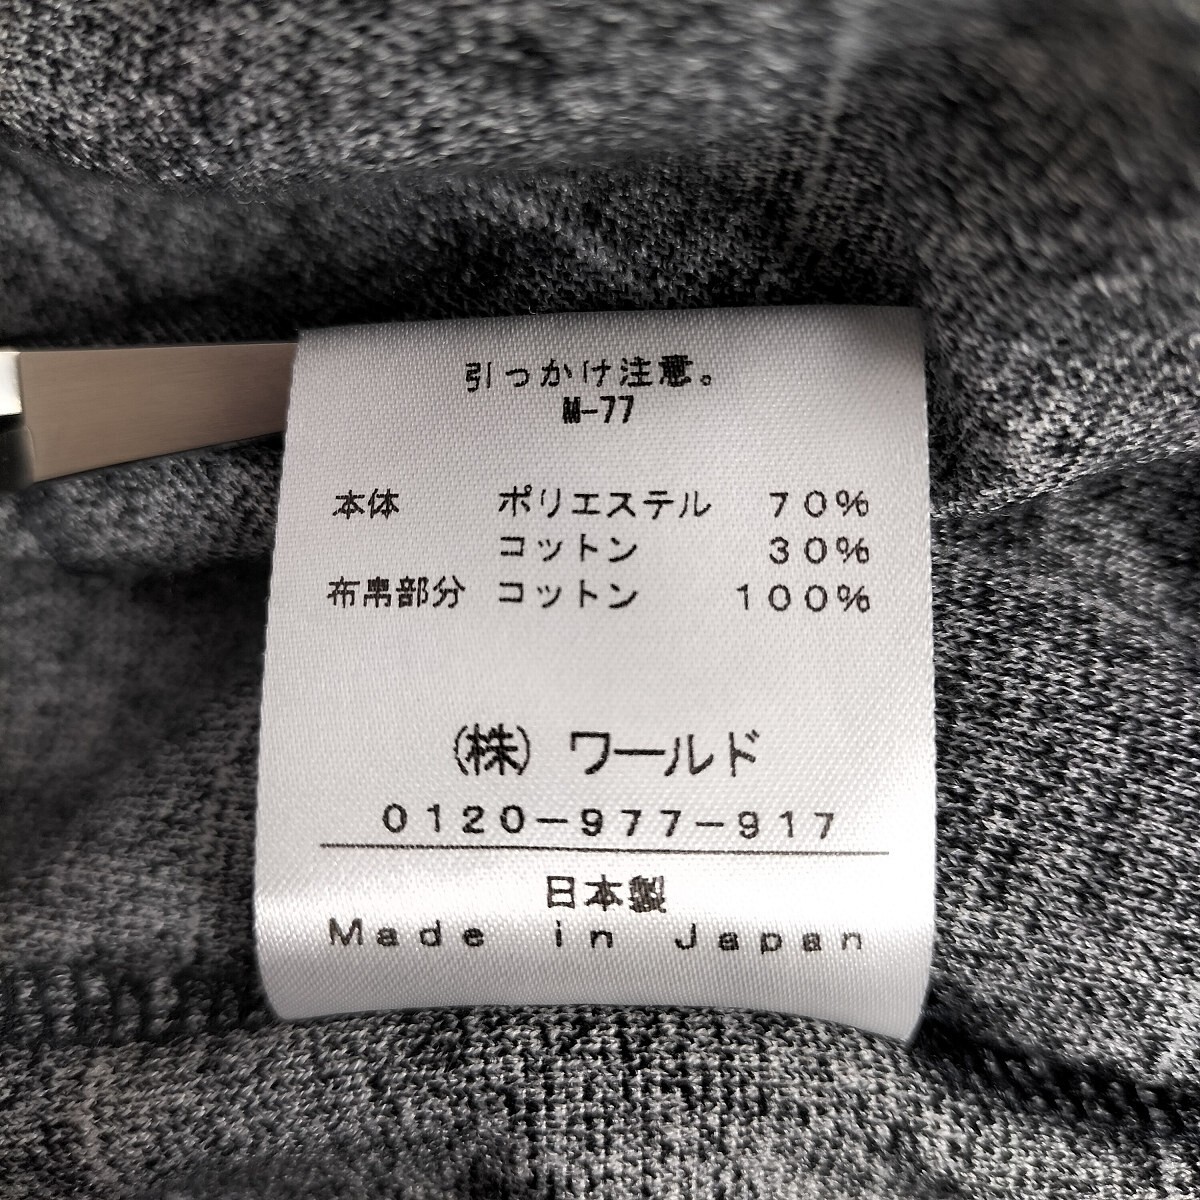 引っかけ注意。
M-77
本体 ポリエステル 70%
コットン 30%
布帛部分 コットン 100%
(株) ワールド
0120-977-917
日本製
Made in Japan